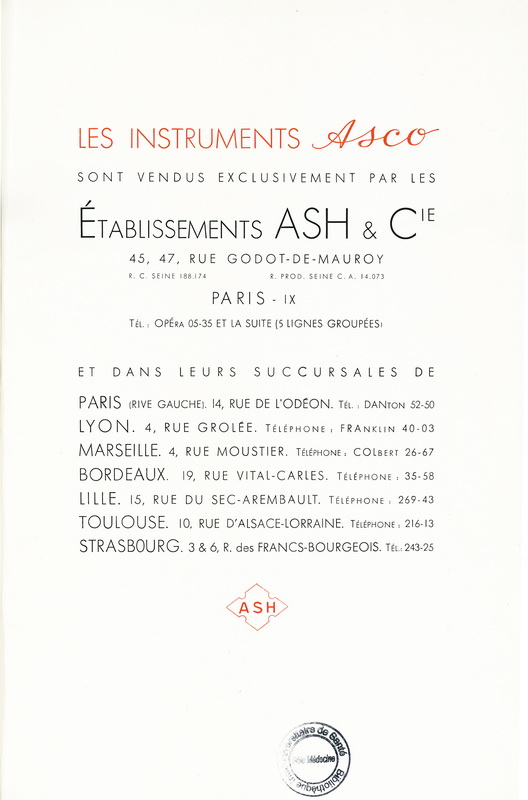 LES INSTRUMENTS Asco
SONT VENDUS EXCLUSIVEMENT PAR LES
ÉTABLISSEMENTS ASH & CIE
45, 47, RUE GODOT-DE-MAUROY
R. C. SEINE 188.174 R. PROD. SEINE C. A. 14.073
PARIS - IX
TÉL. : OPÉRA 05-35 ET LA SUITE (5 LIGNES GROUPÉES)
ET DANS LEURS SUCCURSALES DE
PARIS (RIVE GAUCHE). 14, RUE DE L'ODÉON. TÉL. : DANTON 52-50
LYON. 4, RUE GROLÉE. TÉLÉPHONE : FRANKLIN 40-03
MARSEILLE. 4, RUE MOUSTIER. TÉLÉPHONE : COLBERT 26-67
BORDEAUX. 19, RUE VITAL-CARLES. TÉLÉPHONE : 35-58
LILLE. 15, RUE DU SEC-AREMBAULT. TÉLÉPHONE : 269-43
TOULOUSE. 10, RUE D'ALSACE-LORRAINE. TÉLÉPHONE : 216-13
STRASBOURG. 3 & 6, R. des FRANCS-BOURGEOIS. TÉL. : 243-25
ASH
de Santé
Médecine
Bibliothèque